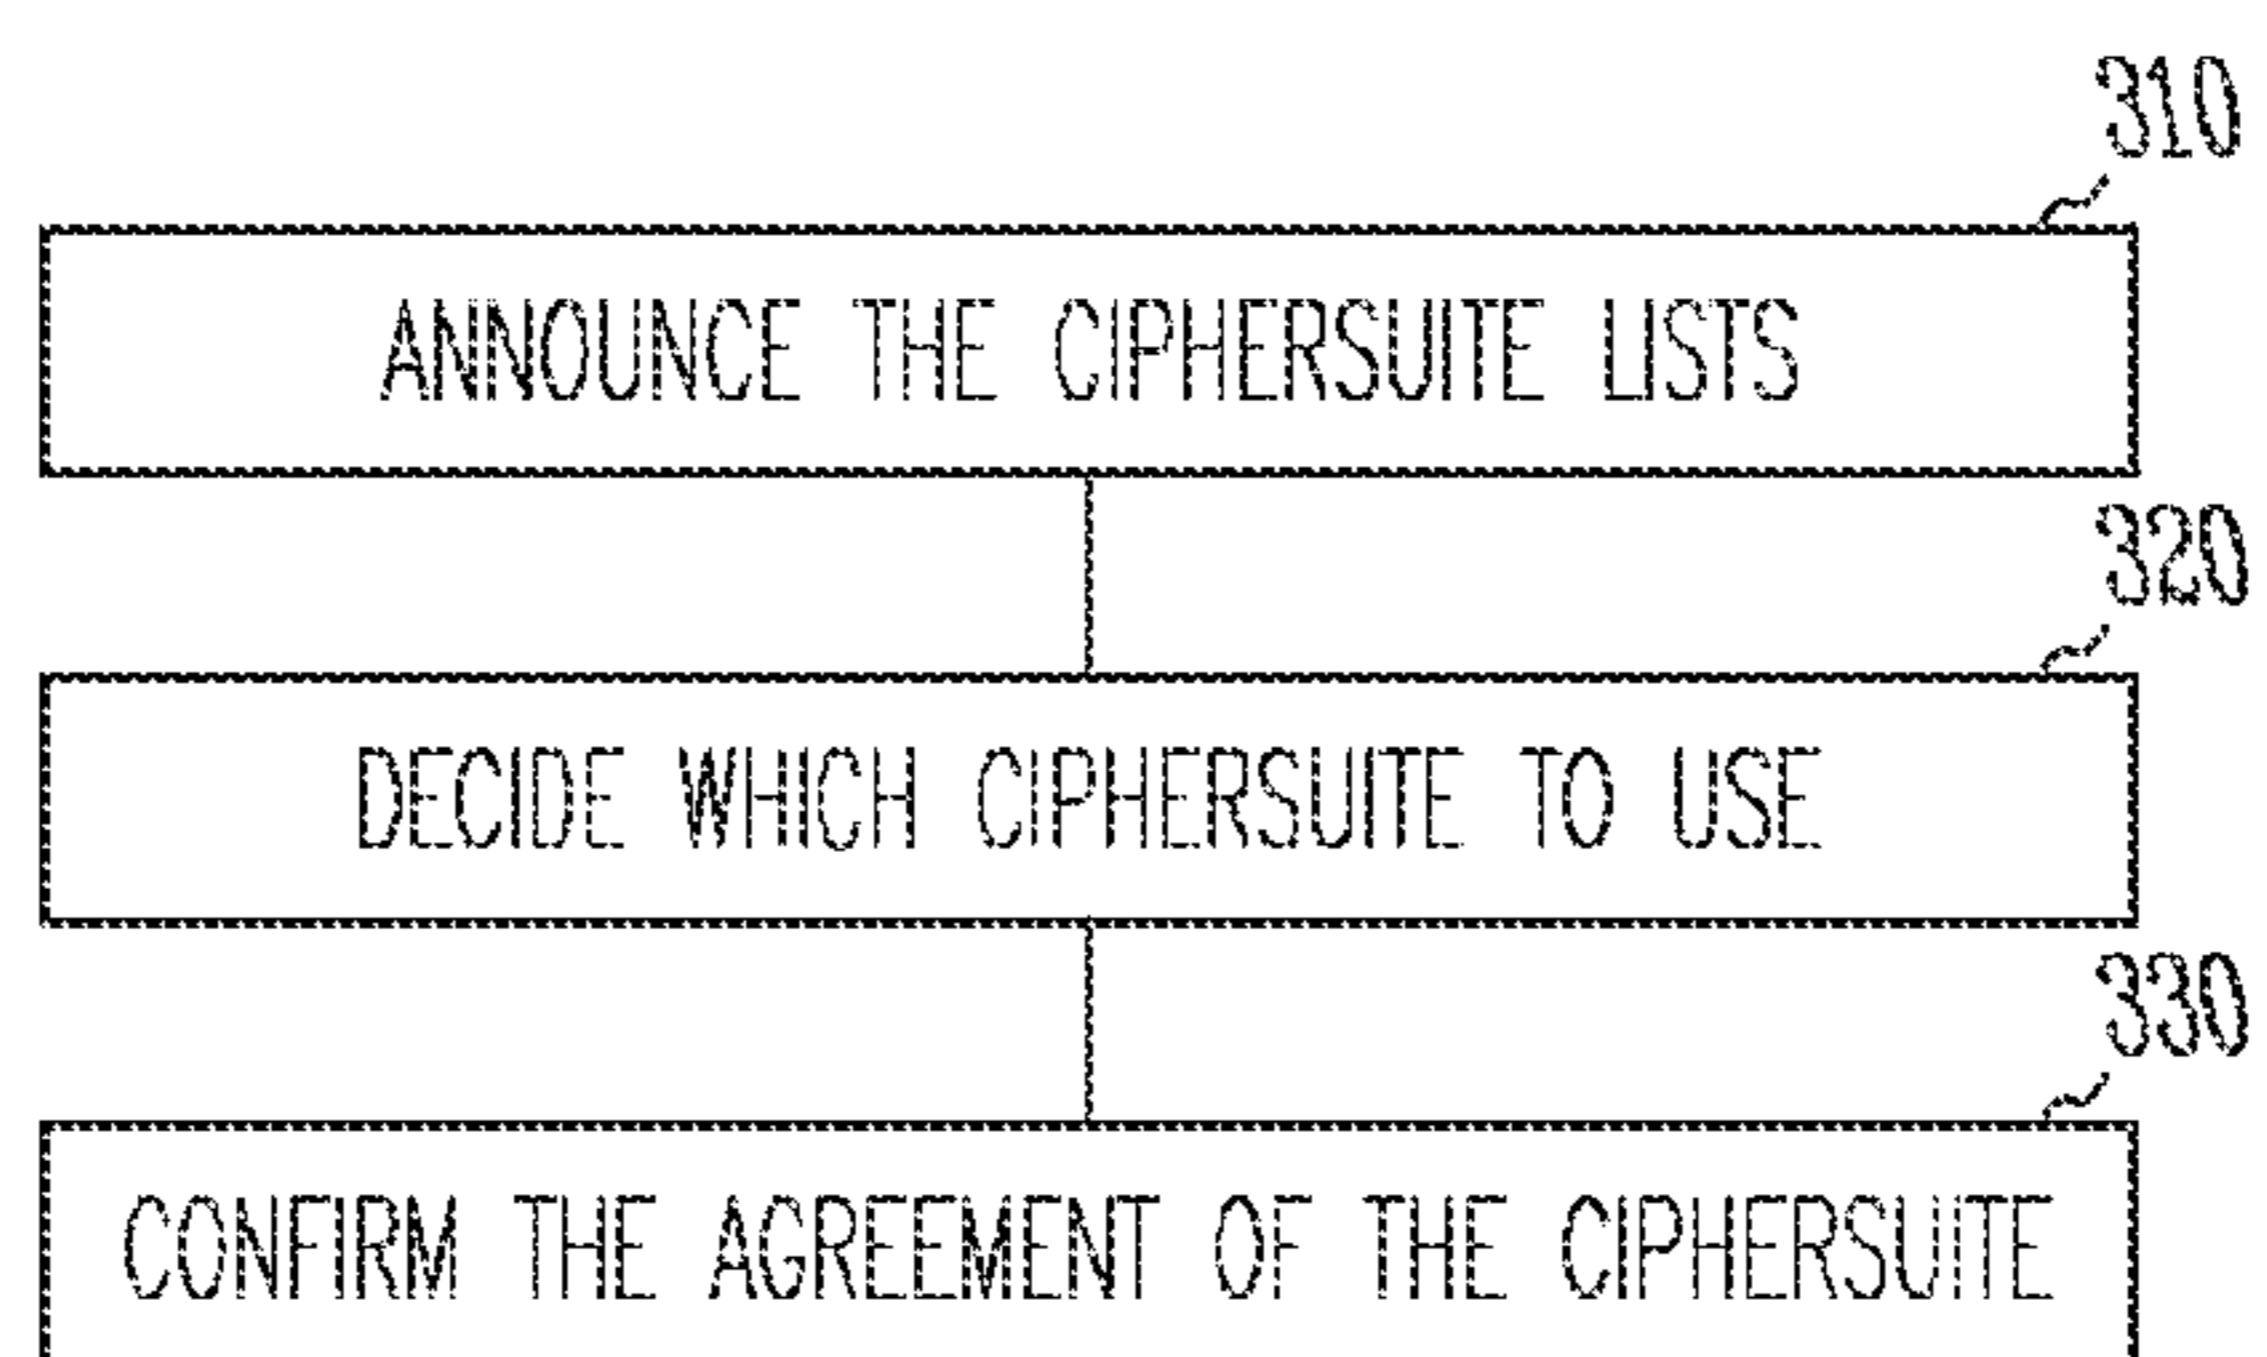 310
ANNOUNCE THE CIPHERSUITE LISTS
320
DECIDE WHICH CIPHERSUITE TO USE
330
CONFIRM THE AGREEMENT OF THE CIPHERSUITE